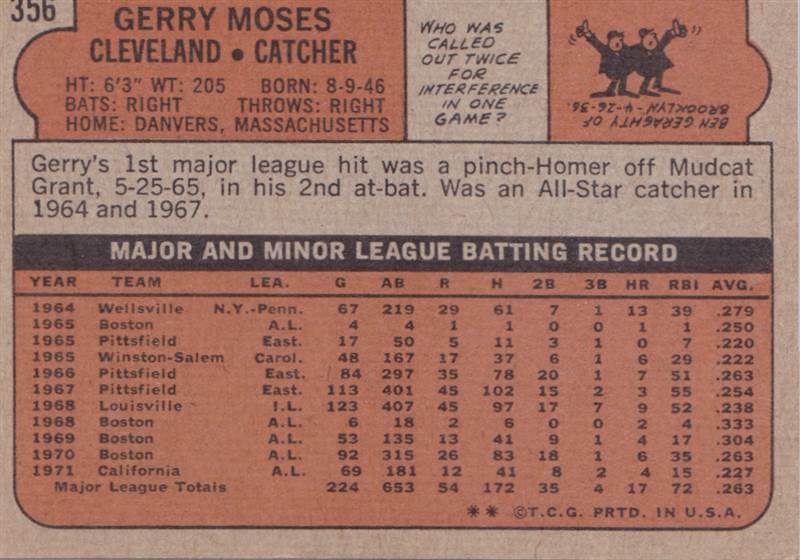 356
GERRY MOSES
CLEVELAND • CATCHER
HT: 6'3" WT: 205 BORN: 8-9-46
BATS: RIGHT THROWS: RIGHT
HOME: DANVERS, MASSACHUSETTS
WHO WAS
CALLED
OUT TWICE
FOR
INTERFERENCE
IN ONE
GAME?
BEN GERAGHTY OF
BROOKLYN-4-26-36.
Gerry's 1st major league hit was a pinch-Homer off Mudcat
Grant, 5-25-65, in his 2nd at-bat. Was an All-Star catcher in
1964 and 1967.
MAJOR AND MINOR LEAGUE BATTING RECORD
YEAR TEAM LEA. G AB R H 2B 3B HR RBI AVG.
1964 Wellsville N.Y.-Penn. 67 219 29 61 7 1 13 39 .279
1965 Boston A.L. 4 4 1 1 0 0 1 1 .250
1965 Pittsfield East. 17 50 5 11 3 1 0 7 .220
1965 Winston-Salem Carol. 48 167 17 37 6 1 6 29 .222
1966 Pittsfield East. 84 297 35 78 20 1 7 51 .263
1967 Pittsfield East. 113 401 45 102 15 2 3 55 .254
1968 Louisville I.L. 123 407 45 97 17 7 9 52 .238
1968 Boston A.L. 6 18 2 6 0 0 2 4 .333
1969 Boston A.L. 53 135 13 41 9 1 4 17 .304
1970 Boston A.L. 92 315 26 83 18 1 6 35 .263
1971 California A.L. 69 181 12 41 8 2 4 15 .227
Major League Totals 224 653 54 172 35 4 17 72 .263
** ©T.C.G. PRTD. IN U.S.A.